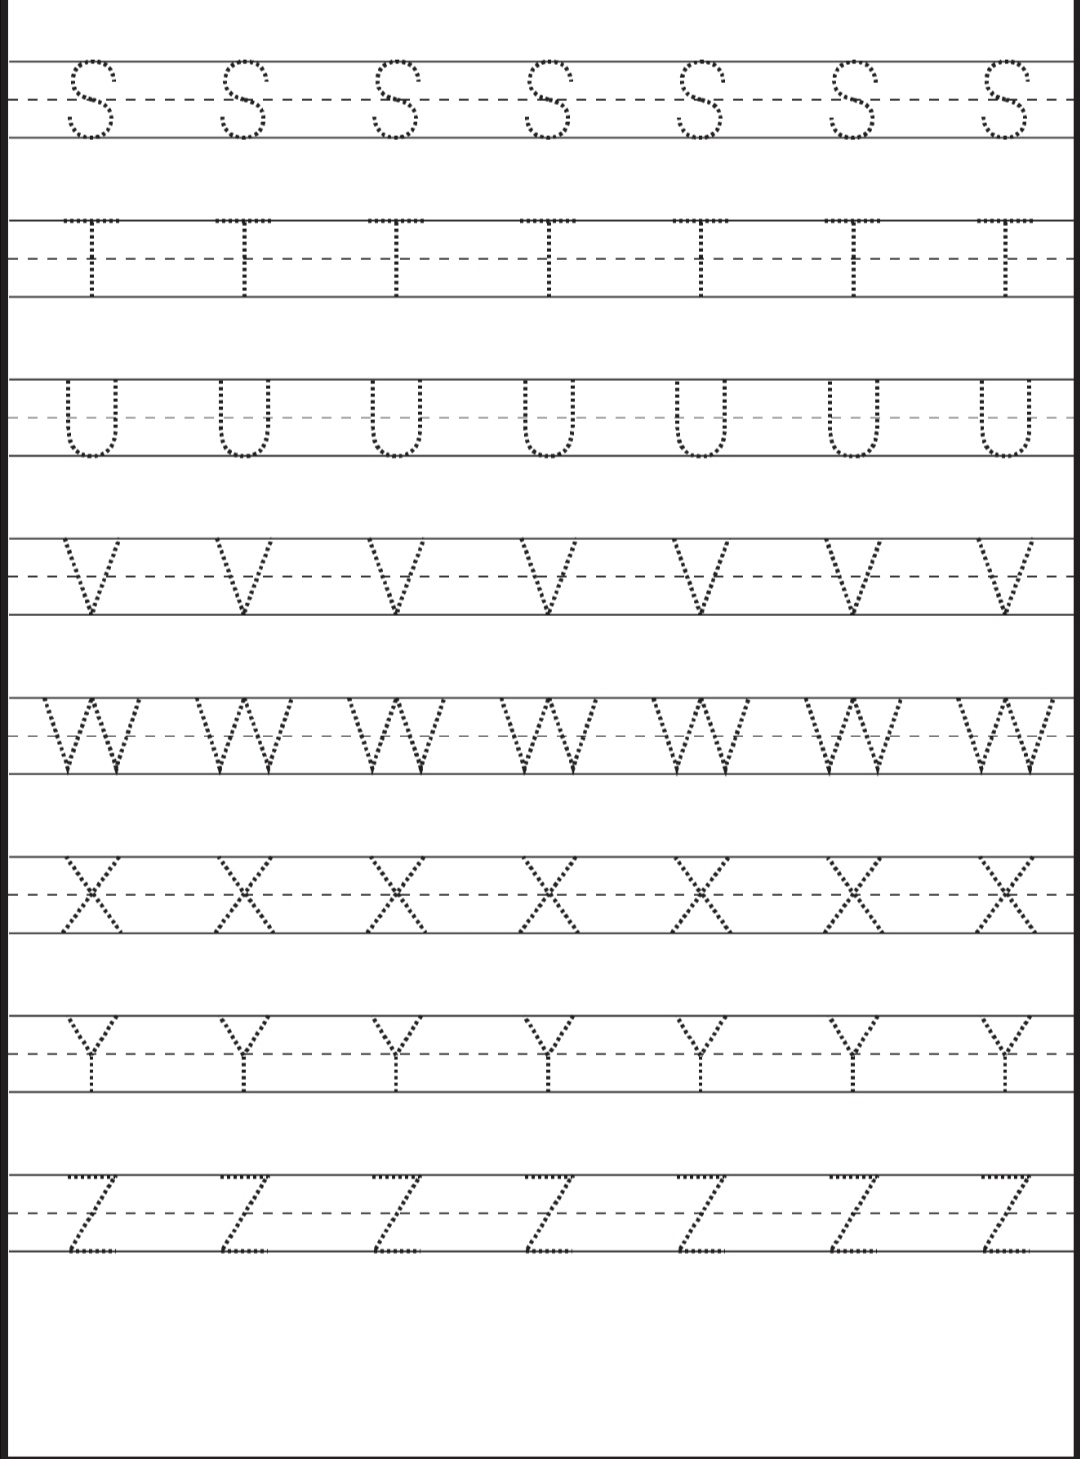 S S S S S S S
T T T T T T T
U U U U U U U
V V V V V V V
W W W W W W W
X X X X X X X
Y Y Y Y Y Y Y
Z Z Z Z Z Z Z